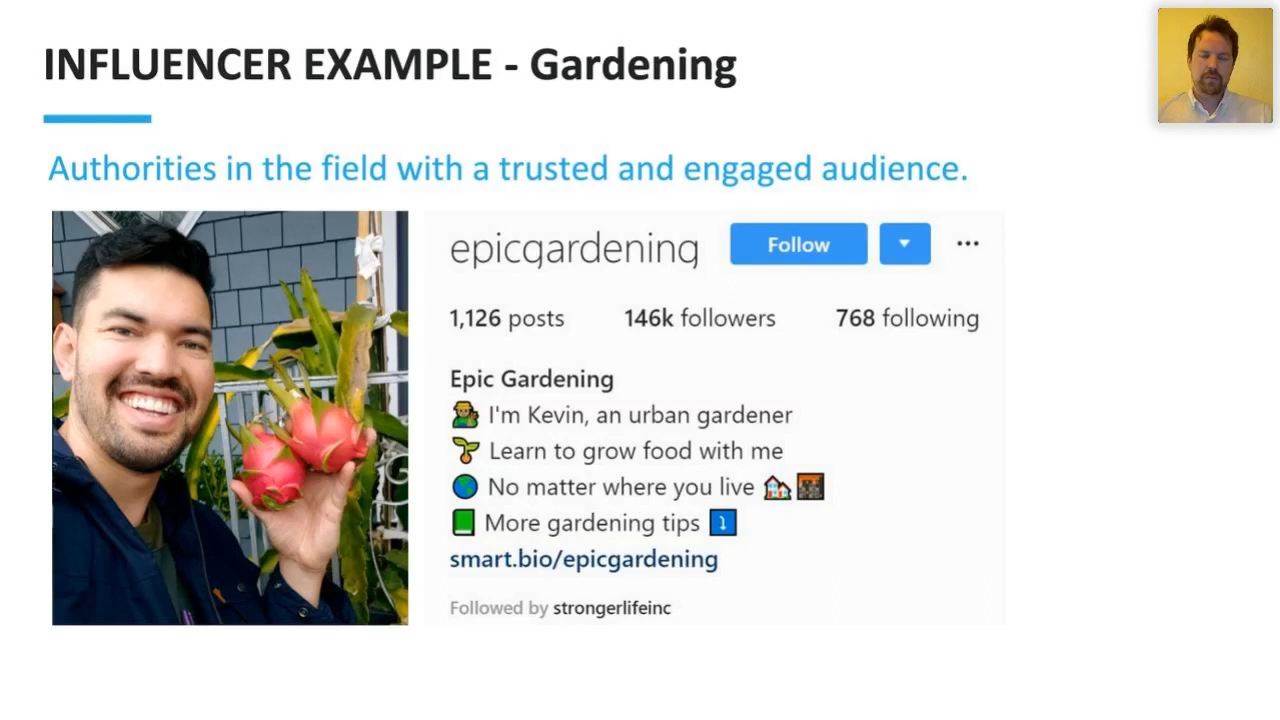 INFLUENCER EXAMPLE - Gardening
Authorities in the field with a trusted and engaged audience.
epicgardening Follow
1,126 posts 146k followers 768 following
Epic Gardening
I'm Kevin, an urban gardener
Learn to grow food with me
No matter where you live
More gardening tips
smart.bio/epicgardening
Followed by strongerlifeinc